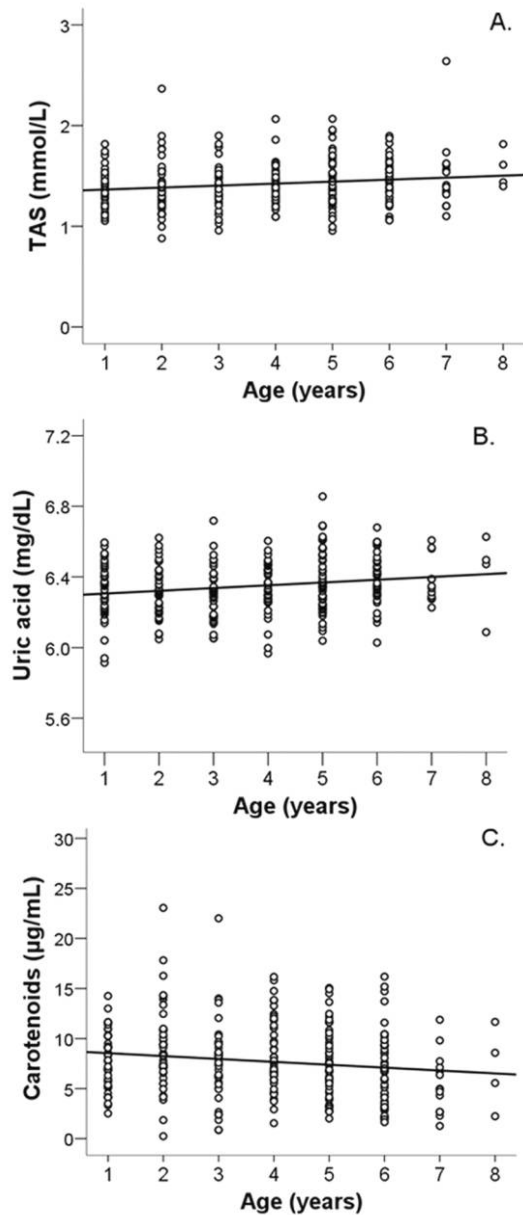 A.
3
2
1
0
TAS (mmol/L)
1 2 3 4 5 6 7 8
Age (years)
B.
7.2
6.8
6.4
6.0
5.6
Uric acid (mg/dL)
1 2 3 4 5 6 7 8
Age (years)
C.
30
25
20
15
10
5
0
Carotenoids (µg/mL)
1 2 3 4 5 6 7 8
Age (years)